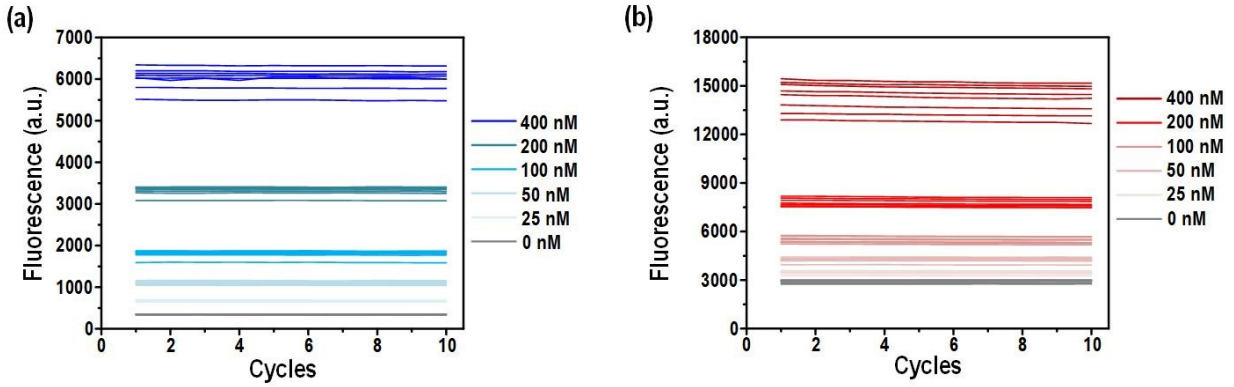 (a)
7000
6000
5000
4000
3000
2000
1000
0
0 2 4 6 8 10
Fluorescence (a.u.)
Cycles
400 nM
200 nM
100 nM
50 nM
25 nM
0 nM
(b)
18000
15000
12000
9000
6000
3000
0
0 2 4 6 8 10
Fluorescence (a.u.)
Cycles
400 nM
200 nM
100 nM
50 nM
25 nM
0 nM